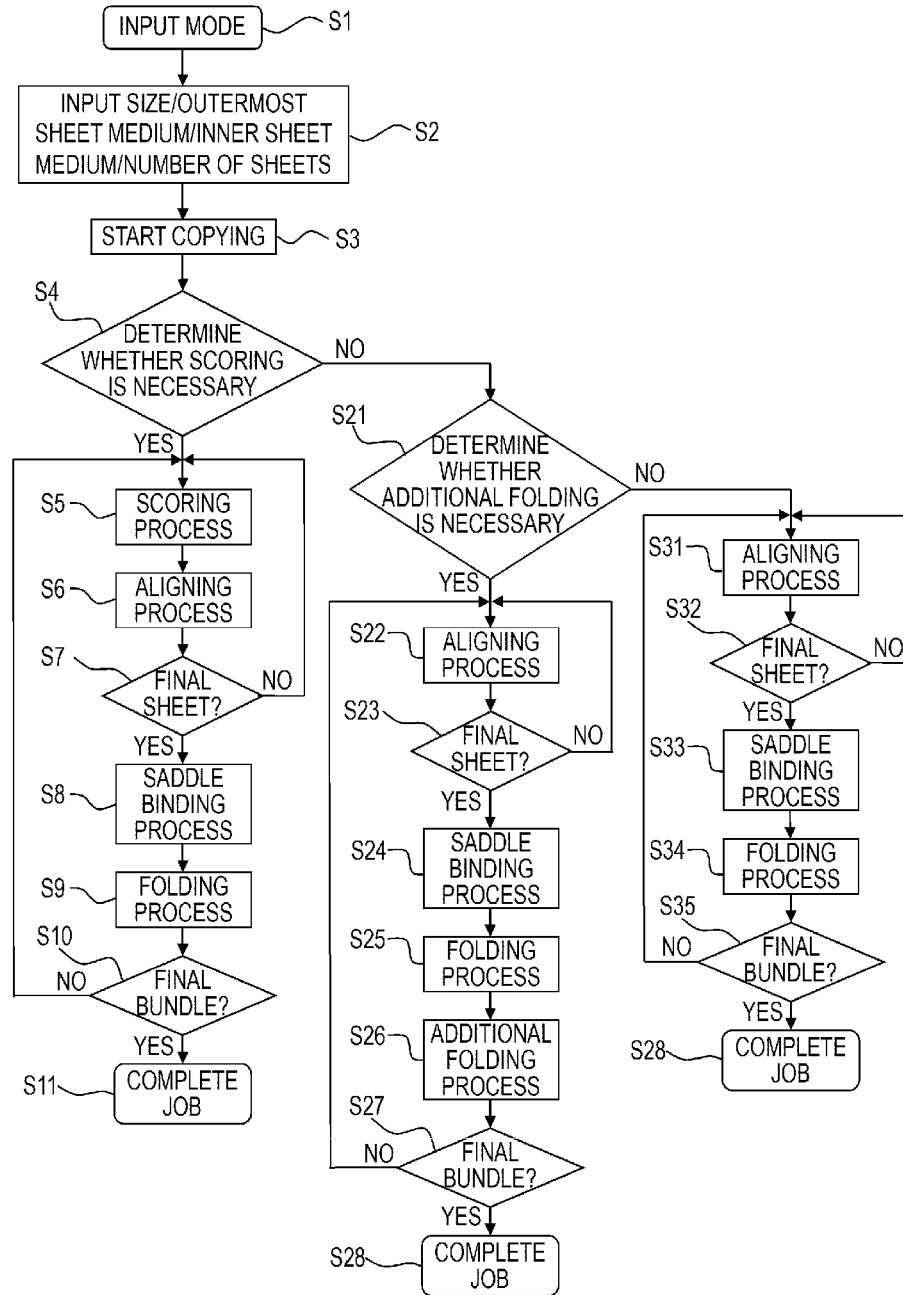 INPUT MODE
S1
INPUT SIZE/OUTERMOST
SHEET MEDIUM/INNER SHEET
MEDIUM/NUMBER OF SHEETS
S2
START COPYING
S3
S4
DETERMINE
WHETHER SCORING
IS NECESSARY
NO
YES
S5
SCORING
PROCESS
S6
ALIGNING
PROCESS
S7
FINAL
SHEET?
NO
YES
S8
SADDLE
BINDING
PROCESS
S9
FOLDING
PROCESS
S10
FINAL
BUNDLE?
NO
YES
S11
COMPLETE
JOB
S21
DETERMINE
WHETHER
ADDITIONAL FOLDING
IS NECESSARY
NO
YES
S22
ALIGNING
PROCESS
S23
FINAL
SHEET?
NO
YES
S24
SADDLE
BINDING
PROCESS
S25
FOLDING
PROCESS
S26
ADDITIONAL
FOLDING
PROCESS
S27
FINAL
BUNDLE?
NO
YES
S28
COMPLETE
JOB
S31
ALIGNING
PROCESS
S32
FINAL
SHEET?
NO
YES
S33
SADDLE
BINDING
PROCESS
S34
FOLDING
PROCESS
S35
FINAL
BUNDLE?
NO
YES
S28
COMPLETE
JOB